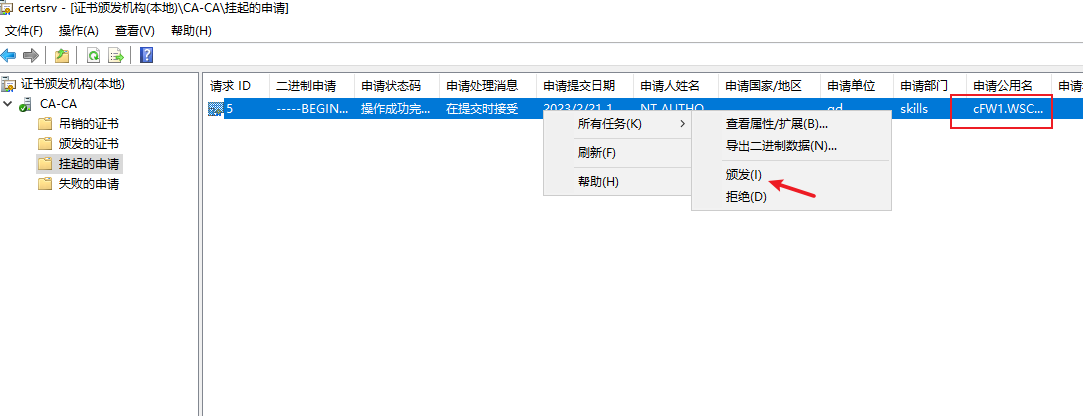 certsrv - [证书颁发机构(本地)\CA-CA\挂起的申请]
文件(F) 操作(A) 查看(V) 帮助(H)
证书颁发机构(本地)
CA-CA
吊销的证书
颁发的证书
挂起的申请
失败的申请
请求 ID 二进制申请 申请状态码 申请处理消息 申请提交日期 申请人姓名 申请国家/地区 申请单位 申请部门 申请公用名
5 -----BEGIN... 操作成功完... 在提交时接受 2023/2/21 1... NT AUTHO... skills cFW1.WSC...
所有任务(K)
刷新(F)
帮助(H)
查看属性/扩展(B)...
导出二进制数据(N)...
颁发(I)
拒绝(D)